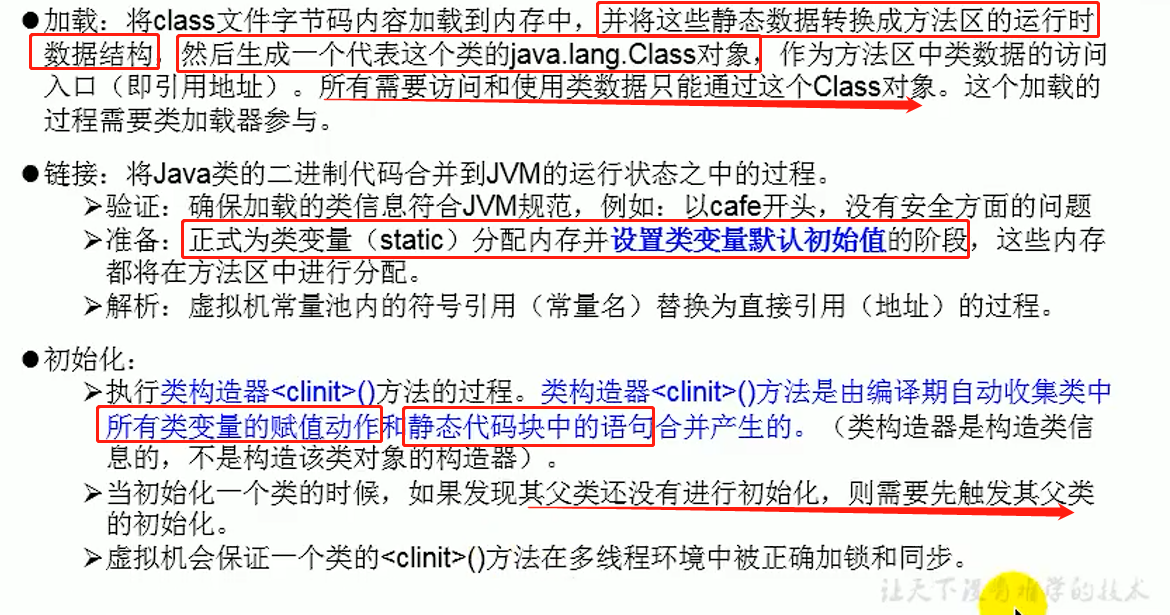 ●加载：将class文件字节码内容加载到内存中，并将这些静态数据转换成方法区的运行时
数据结构，然后生成一个代表这个类的java.lang.Class对象，作为方法区中类数据的访问
入口（即引用地址）。所有需要访问和使用类数据只能通过这个Class对象。这个加载的
过程需要类加载器参与。
●链接：将Java类的二进制代码合并到JVM的运行状态之中的过程。
➢验证：确保加载的类信息符合JVM规范，例如：以cafe开头，没有安全方面的问题
➢准备：正式为类变量（static）分配内存并设置类变量默认初始值的阶段，这些内存
都将在方法区中进行分配。
➢解析：虚拟机常量池内的符号引用（常量名）替换为直接引用（地址）的过程。
●初始化：
➢执行类构造器<clinit>()方法的过程。类构造器<clinit>()方法是由编译期自动收集类中
所有类变量的赋值动作和静态代码块中的语句合并产生的。（类构造器是构造类信
息的，不是构造该类对象的构造器）。
➢当初始化一个类的时候，如果发现其父类还没有进行初始化，则需要先触发其父类
的初始化。
➢虚拟机会保证一个类的<clinit>()方法在多线程环境中被正确加锁和同步。
让天下没有难学的技术